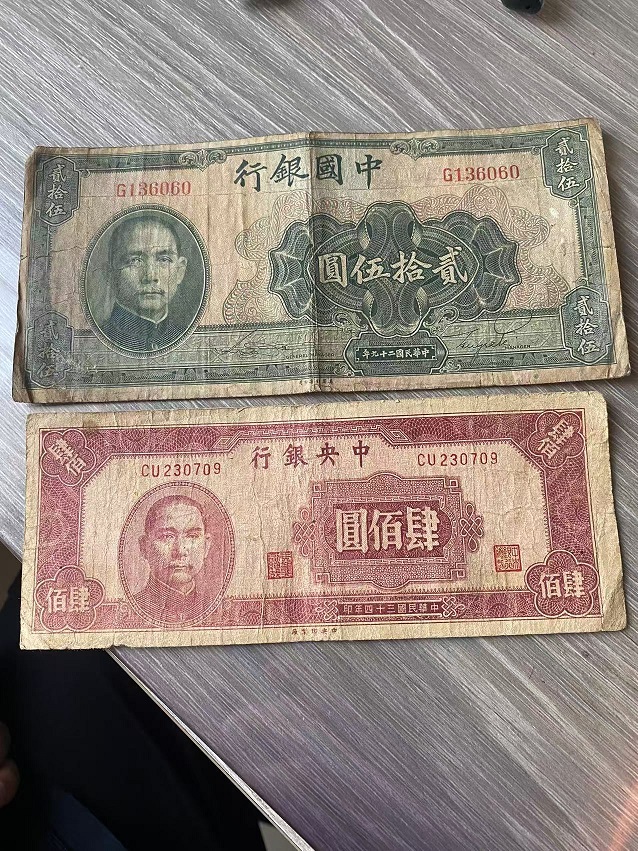 中國銀行
貳拾伍
G136060
G136060
貳拾伍
貳拾伍圓
貳拾伍
貳拾伍
MANAGER
中華民國二十九年
中央銀行
肆佰
CU230709
CU230709
肆佰
肆佰圓
肆佰
肆佰
中華民國三十四年印